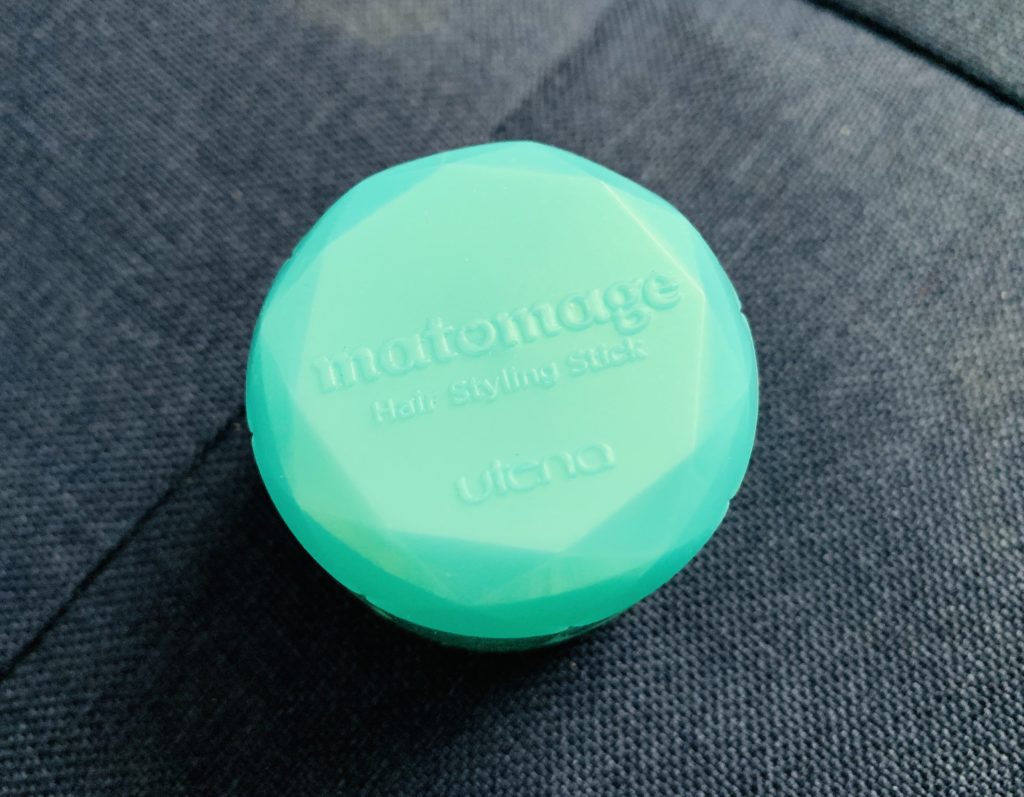 matomage
Hair Styling Stick
utena